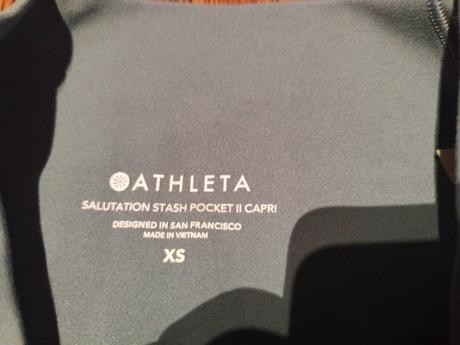 ATHLETA
SALUTATION STASH POCKET II CAPRI
DESIGNED IN SAN FRANCISCO
MADE IN VIETNAM
XS